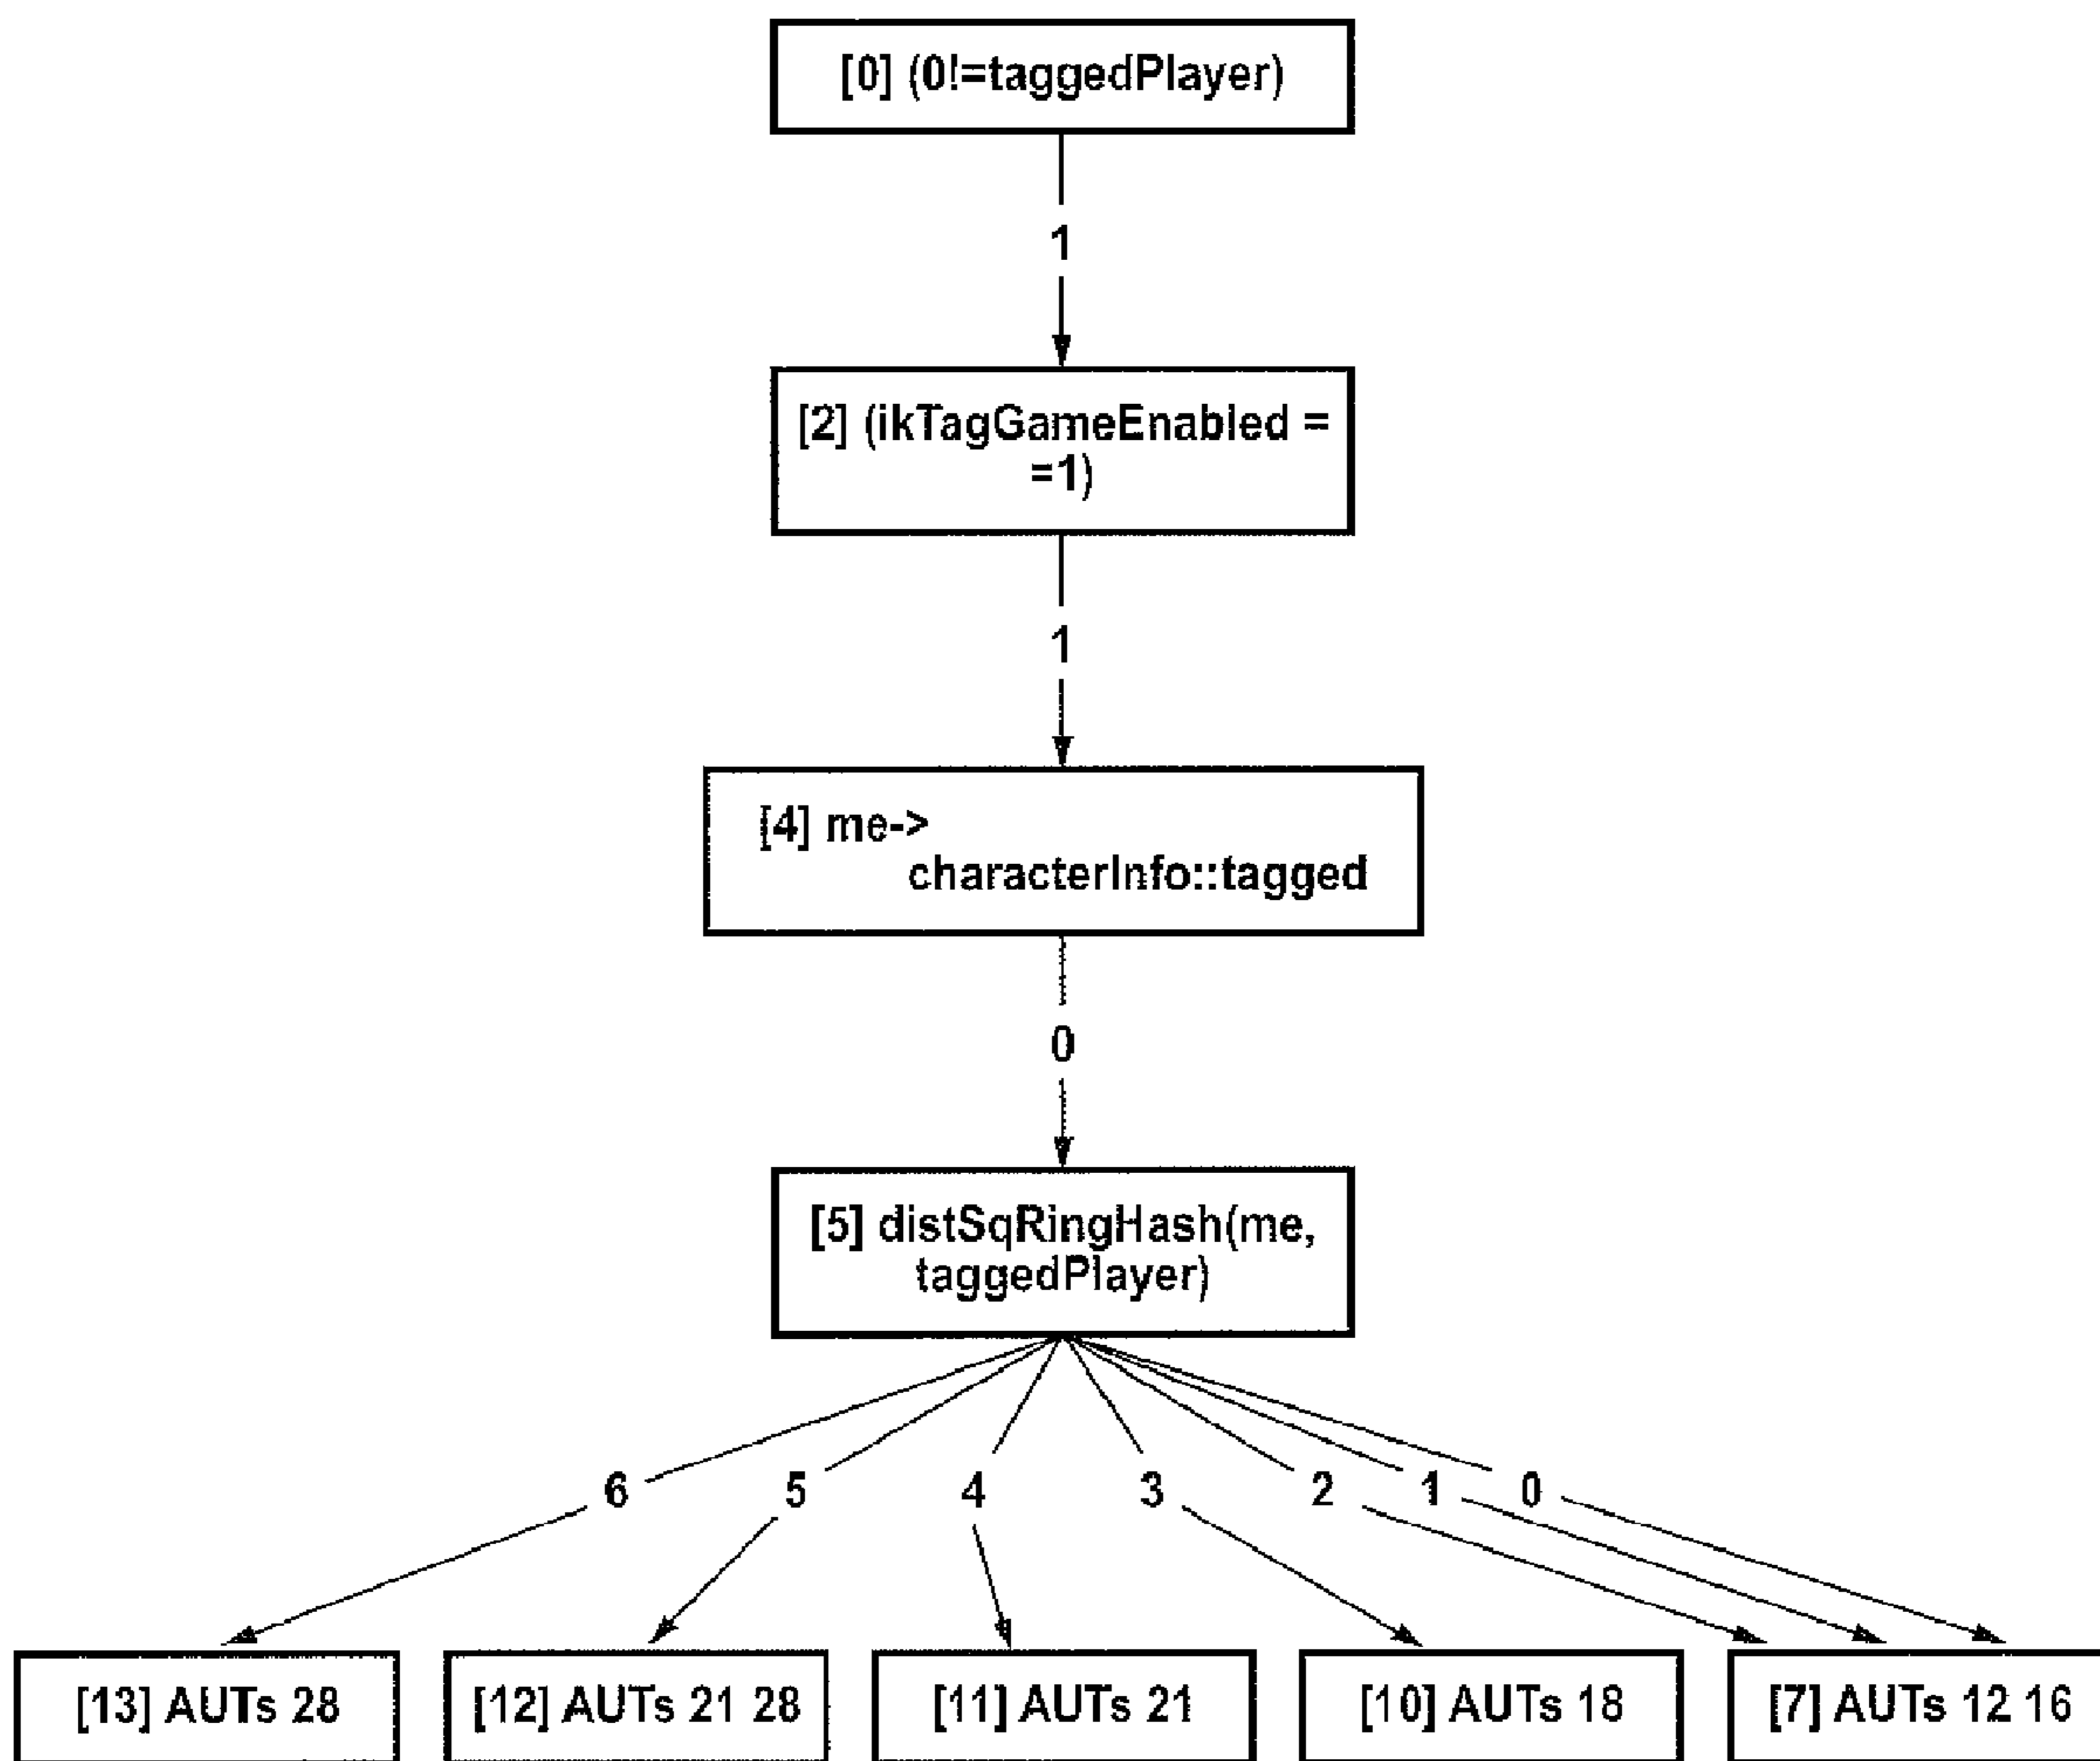 [0] (0!=taggedPlayer)
1
[2] (ikTagGameEnabled =
=1)
1
[4] me->
characterInfo::tagged
0
[5] distSqRingHash(me,
taggedPlayer)
6 5 4 3 2 1 0
[13] AUTs 28 [12] AUTs 21 28 [11] AUTs 21 [10] AUTs 18 [7] AUTs 12 16